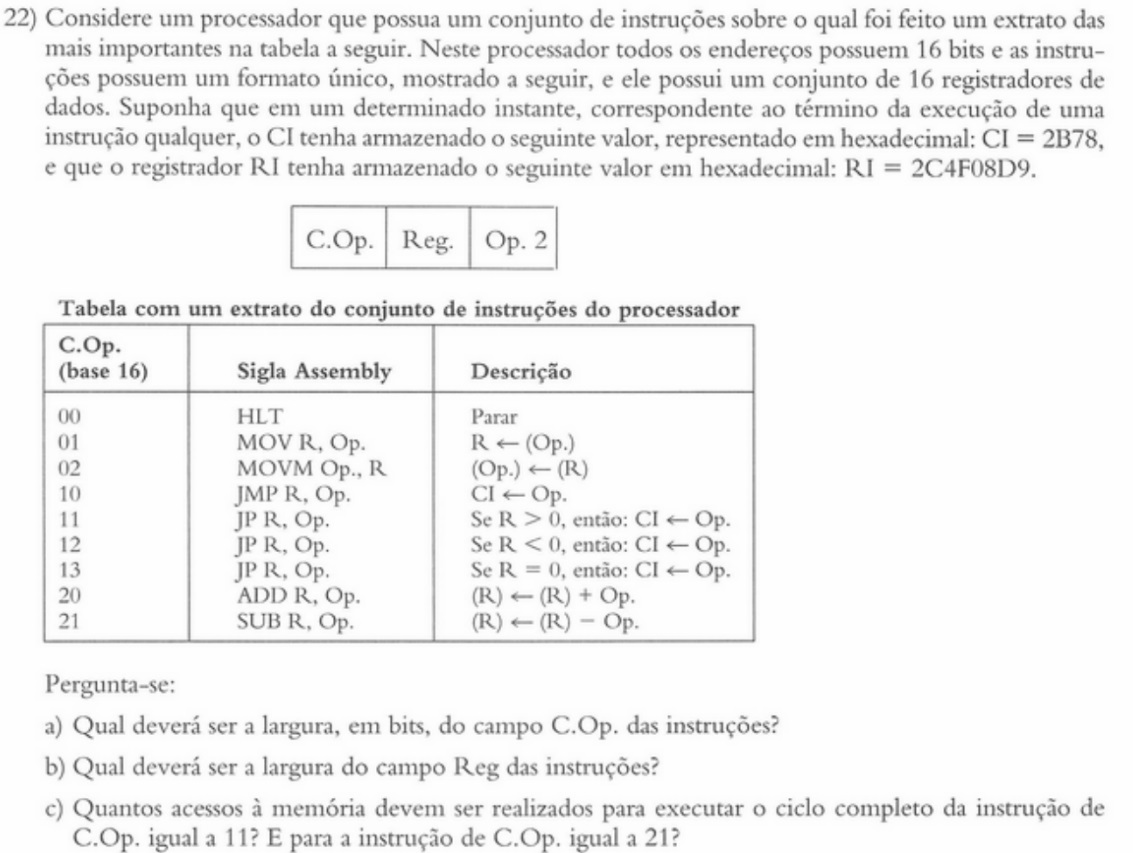 22) Considere um processador que possua um conjunto de instruções sobre o qual foi feito um extrato das
mais importantes na tabela a seguir. Neste processador todos os endereços possuem 16 bits e as instru-
ções possuem um formato único, mostrado a seguir, e ele possui um conjunto de 16 registradores de
dados. Suponha que em um determinado instante, correspondente ao término da execução de uma
instrução qualquer, o CI tenha armazenado o seguinte valor, representado em hexadecimal: CI = 2B78,
e que o registrador RI tenha armazenado o seguinte valor em hexadecimal: RI = 2C4F08D9.
C.Op. Reg. Op. 2
Tabela com um extrato do conjunto de instruções do processador
C.Op.
(base 16) Sigla Assembly Descrição
00 HLT Parar
01 MOV R, Op. R ← (Op.)
02 MOVM Op., R (Op.) ← (R)
10 JMP R, Op. CI ← Op.
11 JP R, Op. Se R > 0, então: CI ← Op.
12 JP R, Op. Se R < 0, então: CI ← Op.
13 JP R, Op. Se R = 0, então: CI ← Op.
20 ADD R, Op. (R) ← (R) + Op.
21 SUB R, Op. (R) ← (R) − Op.
Pergunta-se:
a) Qual deverá ser a largura, em bits, do campo C.Op. das instruções?
b) Qual deverá ser a largura do campo Reg das instruções?
c) Quantos acessos à memória devem ser realizados para executar o ciclo completo da instrução de
C.Op. igual a 11? E para a instrução de C.Op. igual a 21?